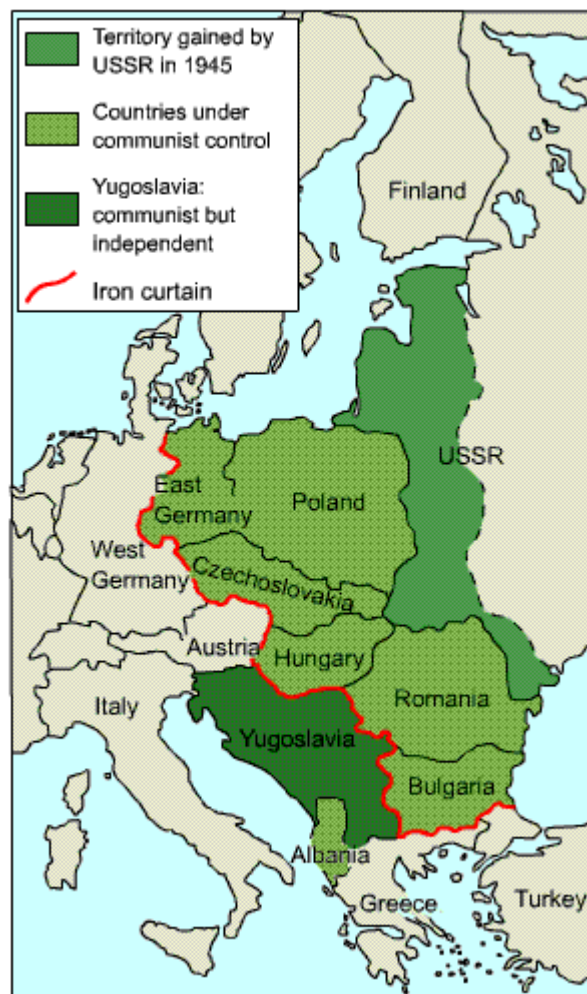 Territory gained by
USSR in 1945
Countries under
communist control
Yugoslavia:
communist but
independent
Iron curtain
Finland
USSR
East
Germany
Poland
West
Germany
Czechoslovakia
Austria
Hungary
Italy
Romania
Yugoslavia
Bulgaria
Albania
Greece
Turkey